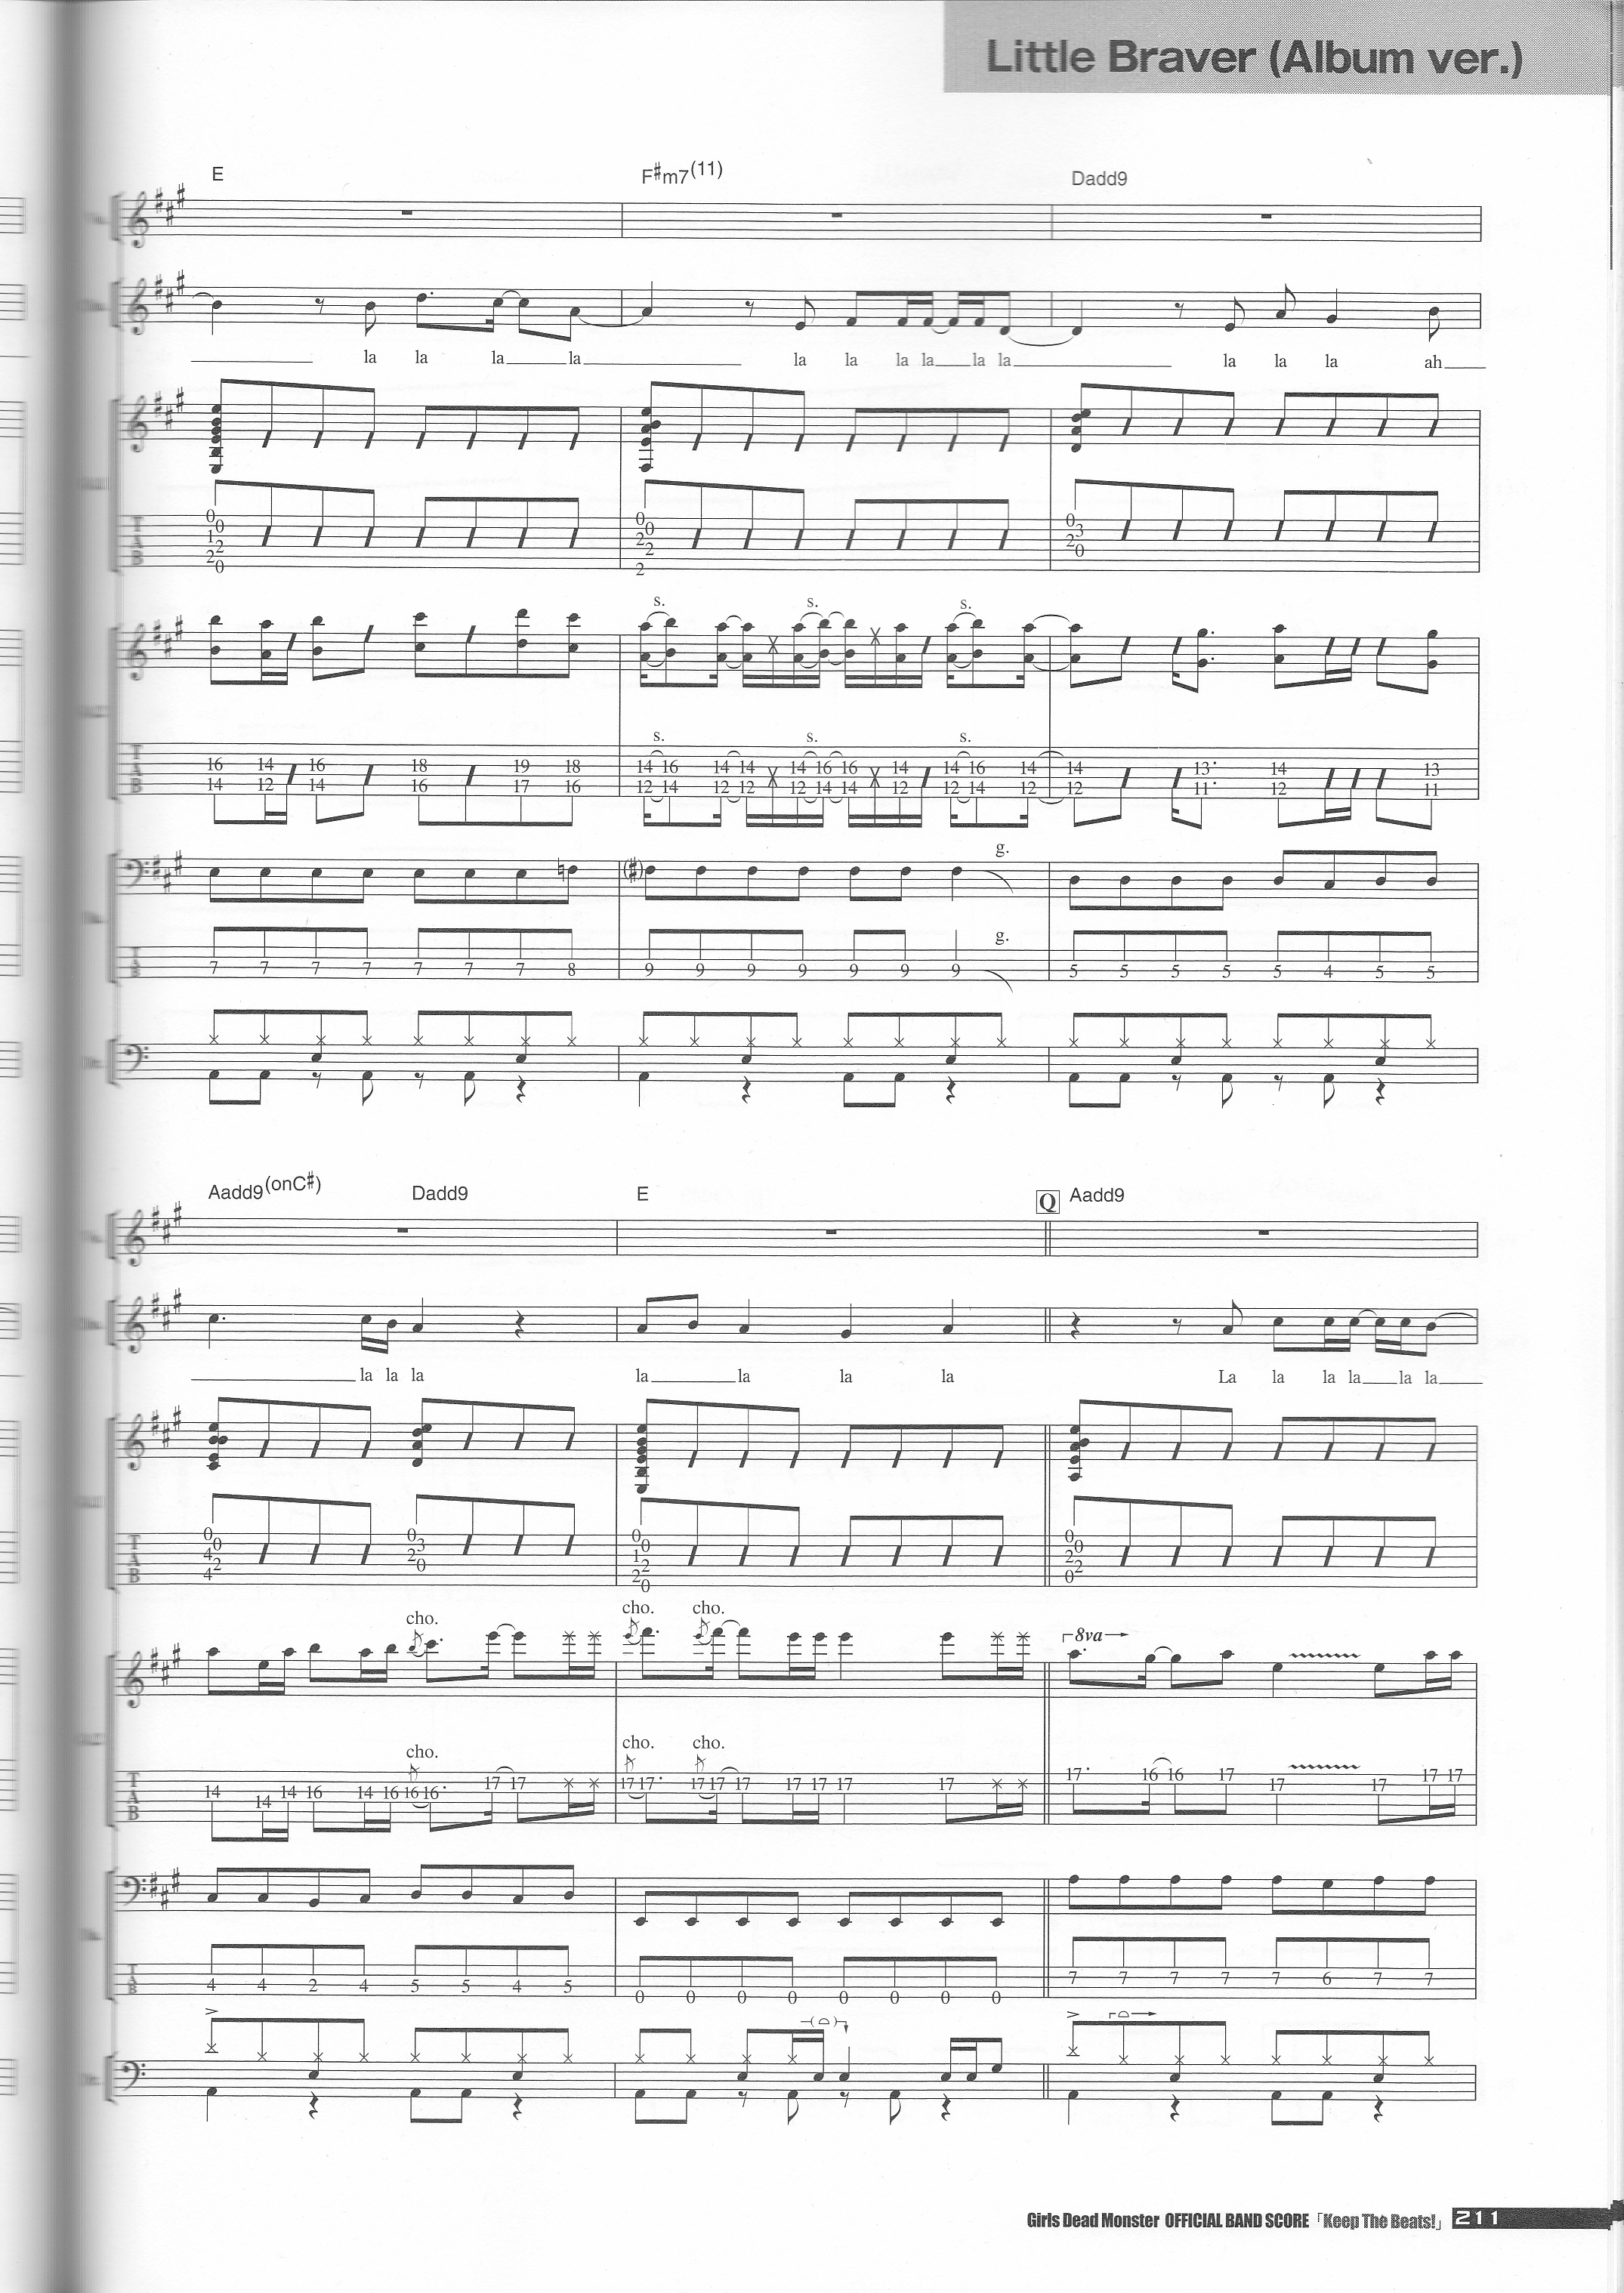 Little Braver (Album ver.)
E F#m7(11) Dadd9
la la la la la la la la la la la la la ah
T A B
0 0 1 2 2 0 0 0 2 2 2 0 3 2 0
s. s. s.
s. s. s.
T A B
16 14 16 18 19 18 14 16 14 14 14 16 16 14 14 16 14 14 13 14 13
14 12 14 16 17 16 12 14 12 12 12 14 14 12 12 14 12 12 11 12 11
g.
g.
T A B
7 7 7 7 7 7 7 8 9 9 9 9 9 9 9 5 5 5 5 5 4 5 5
Aadd9(onC#) Dadd9 E Q Aadd9
la la la la la la la La la la la la la
T A B
0 0 4 2 4 0 3 2 0 0 0 1 2 2 0 0 0 2 2 0
cho. cho. cho. 8va
cho. cho. cho.
T A B
14 14 14 16 14 16 16 16 17 17 17 17 17 17 17 17 17 17 17 17 16 16 17 17 17 17 17
T A B
4 4 2 4 5 5 4 5 0 0 0 0 0 0 0 0 7 7 7 7 7 6 7 7
Girls Dead Monster OFFICIAL BAND SCORE「Keep The Beats!」 211